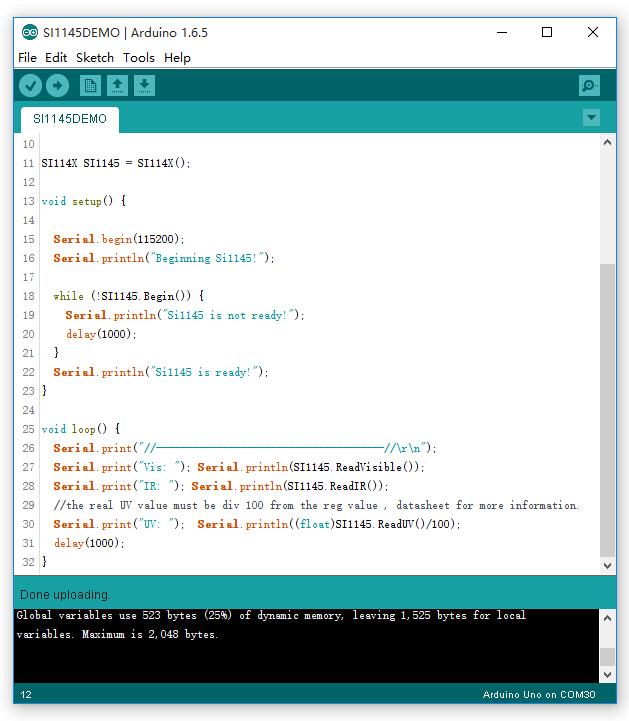 SI1145DEMO | Arduino 1.6.5
File Edit Sketch Tools Help
SI1145DEMO
10
11 SI114X SI1145 = SI114X();
12
13 void setup() {
14
15 Serial.begin(115200);
16 Serial.println("Beginning Si1145!");
17
18 while (!SI1145.Begin()) {
19 Serial.println("Si1145 is not ready!");
20 delay(1000);
21 }
22 Serial.println("Si1145 is ready!");
23 }
24
25 void loop() {
26 Serial.print("//--------------------------------------//\r\n");
27 Serial.print("Vis: "); Serial.println(SI1145.ReadVisible());
28 Serial.print("IR: "); Serial.println(SI1145.ReadIR());
29 //the real UV value must be div 100 from the reg value , datasheet for more information.
30 Serial.print("UV: "); Serial.println((float)SI1145.ReadUV()/100);
31 delay(1000);
32 }
Done uploading.
Global variables use 523 bytes (25%) of dynamic memory, leaving 1,525 bytes for local
variables. Maximum is 2,048 bytes.
12 Arduino Uno on COM30